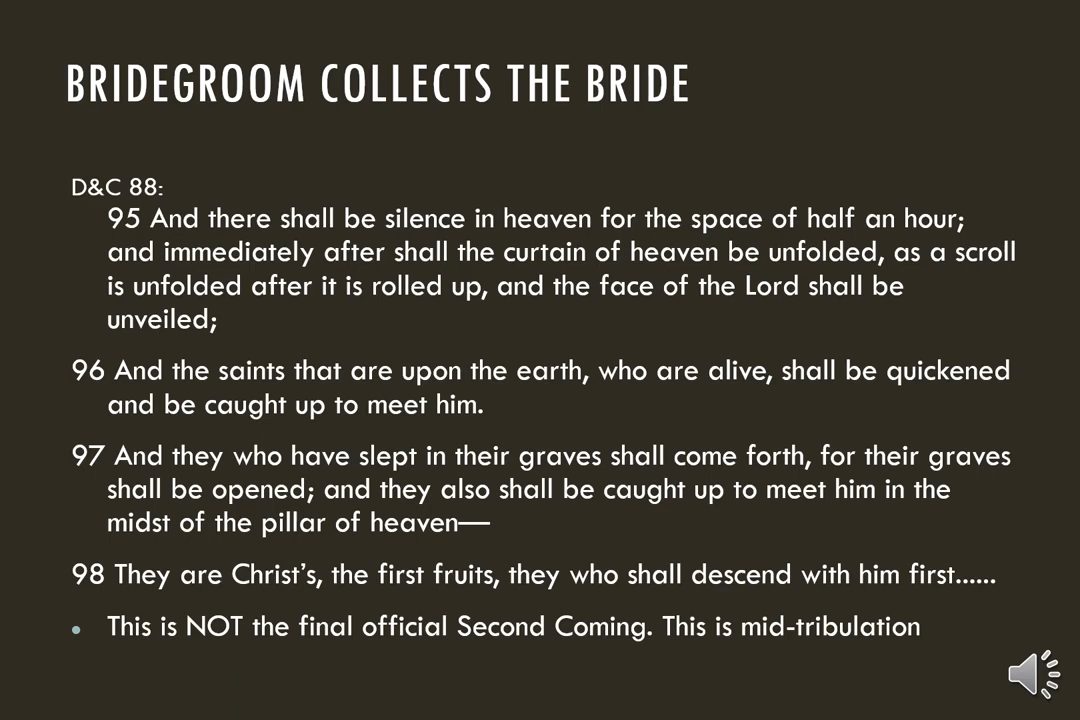 BRIDEGROOM COLLECTS THE BRIDE
D&C 88:
95 And there shall be silence in heaven for the space of half an hour;
and immediately after shall the curtain of heaven be unfolded, as a scroll
is unfolded after it is rolled up, and the face of the Lord shall be
unveiled;
96 And the saints that are upon the earth, who are alive, shall be quickened
and be caught up to meet him.
97 And they who have slept in their graves shall come forth, for their graves
shall be opened; and they also shall be caught up to meet him in the
midst of the pillar of heaven—
98 They are Christ's, the first fruits, they who shall descend with him first......
• This is NOT the final official Second Coming. This is mid-tribulation